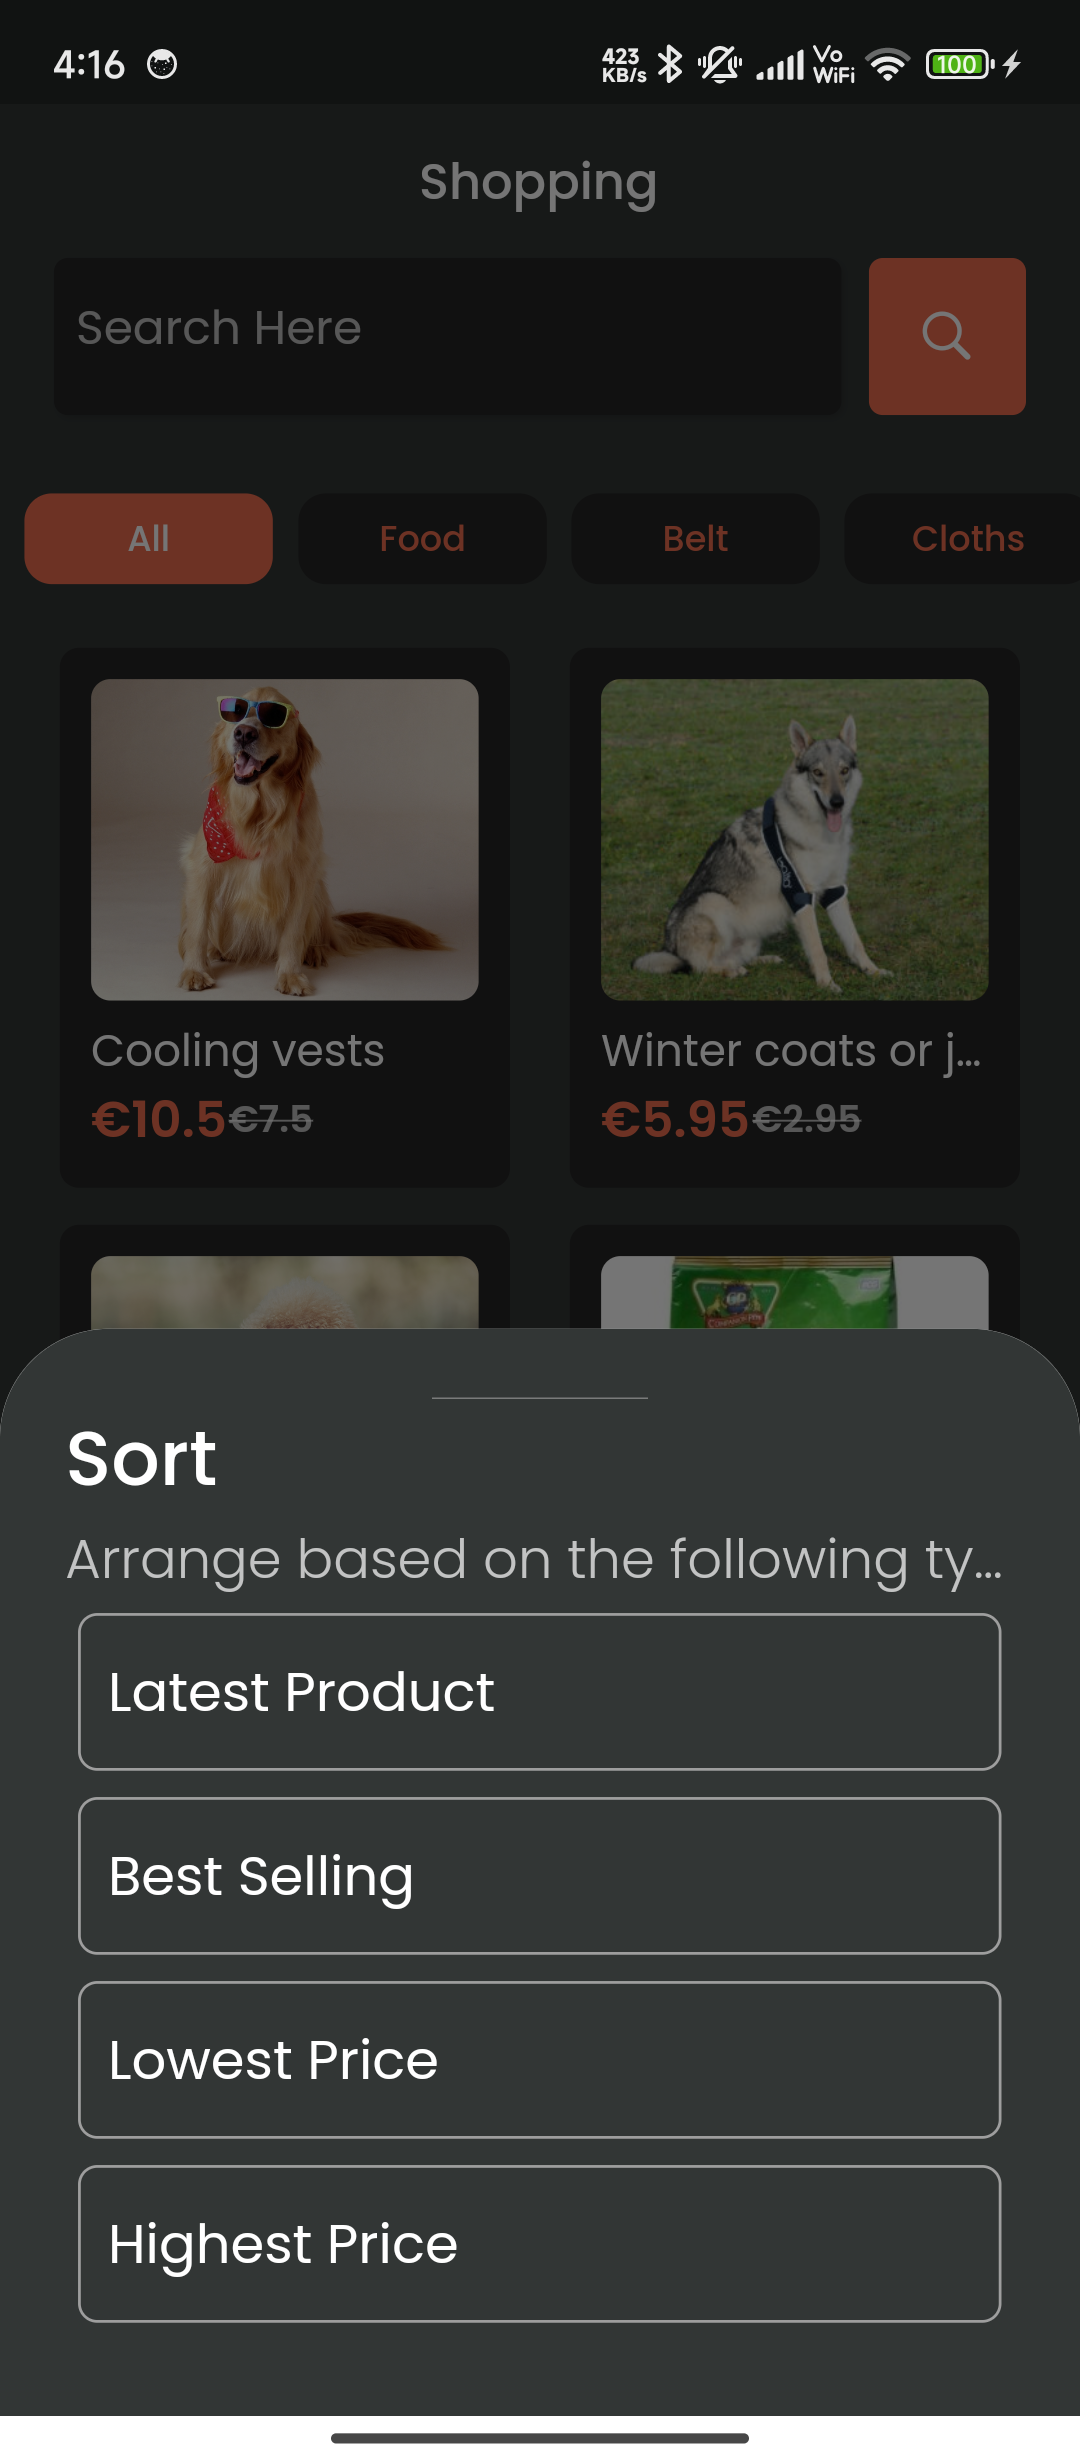 4:16
423 KB/s Vo WiFi 100
Shopping
Search Here
All Food Belt Cloths
Cooling vests
€10.5 €7.5
Winter coats or j...
€5.95 €2.95
Sort
Arrange based on the following ty...
Latest Product
Best Selling
Lowest Price
Highest Price